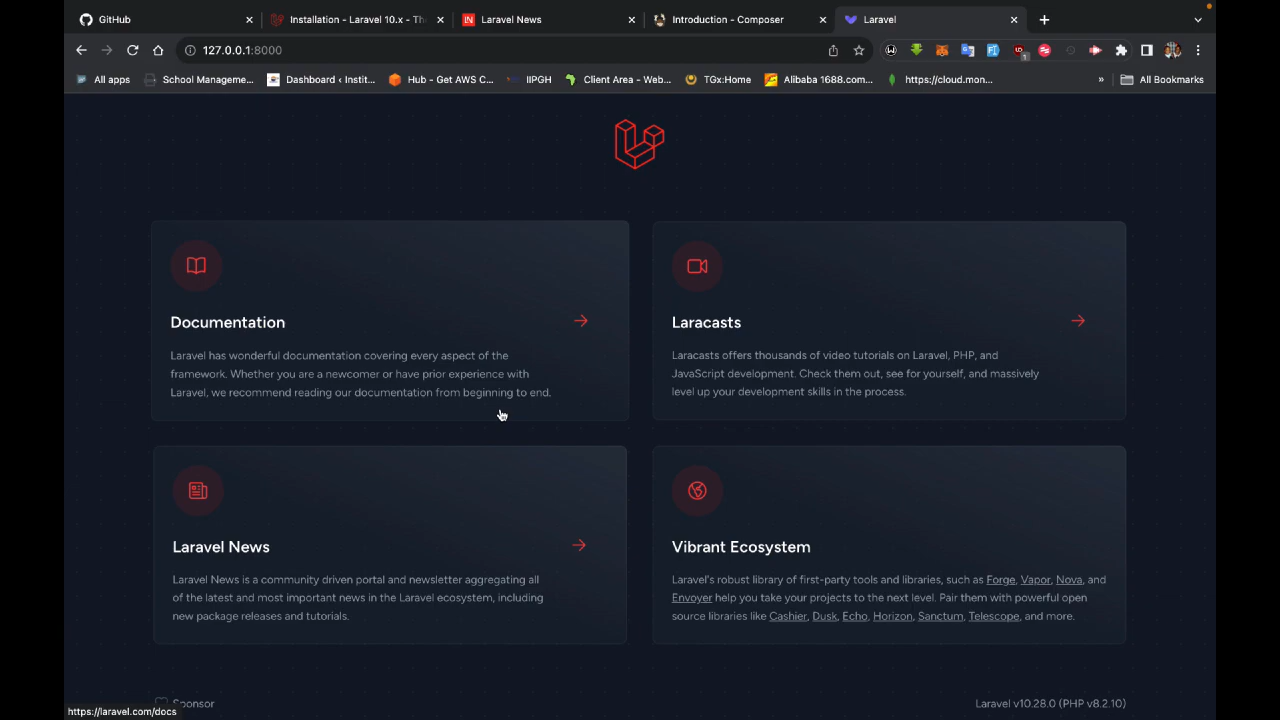 GitHub
Installation - Laravel 10.x - Th
LN Laravel News
Introduction - Composer
Laravel
127.0.0.1:8000
1
All apps
School Manageme...
Dashboard ‹ Instit...
Hub - Get AWS C...
IIPGH
Client Area - Web...
TGx:Home
Alibaba 1688.com...
https://cloud.mon...
»
All Bookmarks
Documentation
Laravel has wonderful documentation covering every aspect of the
framework. Whether you are a newcomer or have prior experience with
Laravel, we recommend reading our documentation from beginning to end.
Laracasts
Laracasts offers thousands of video tutorials on Laravel, PHP, and
JavaScript development. Check them out, see for yourself, and massively
level up your development skills in the process.
Laravel News
Laravel News is a community driven portal and newsletter aggregating all
of the latest and most important news in the Laravel ecosystem, including
new package releases and tutorials.
Vibrant Ecosystem
Laravel's robust library of first-party tools and libraries, such as Forge, Vapor, Nova, and
Envoyer help you take your projects to the next level. Pair them with powerful open
source libraries like Cashier, Dusk, Echo, Horizon, Sanctum, Telescope, and more.
Sponsor
Laravel v10.28.0 (PHP v8.2.10)
https://laravel.com/docs